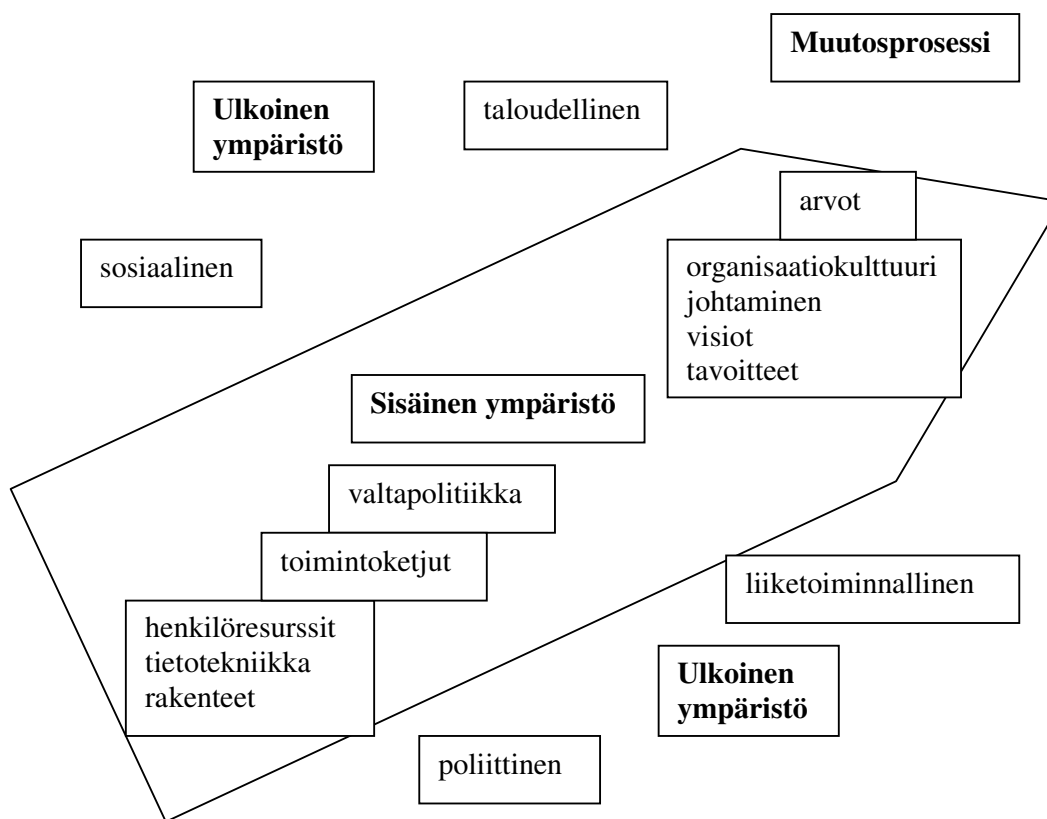 Muutosprosessi
Ulkoinen
ympäristö
taloudellinen
arvot
sosiaalinen
organisaatiokulttuuri
johtaminen
visiot
tavoitteet
Sisäinen ympäristö
valtapolitiikka
toimintoketjut
liiketoiminnallinen
henkilöresurssit
tietotekniikka
rakenteet
Ulkoinen
ympäristö
poliittinen